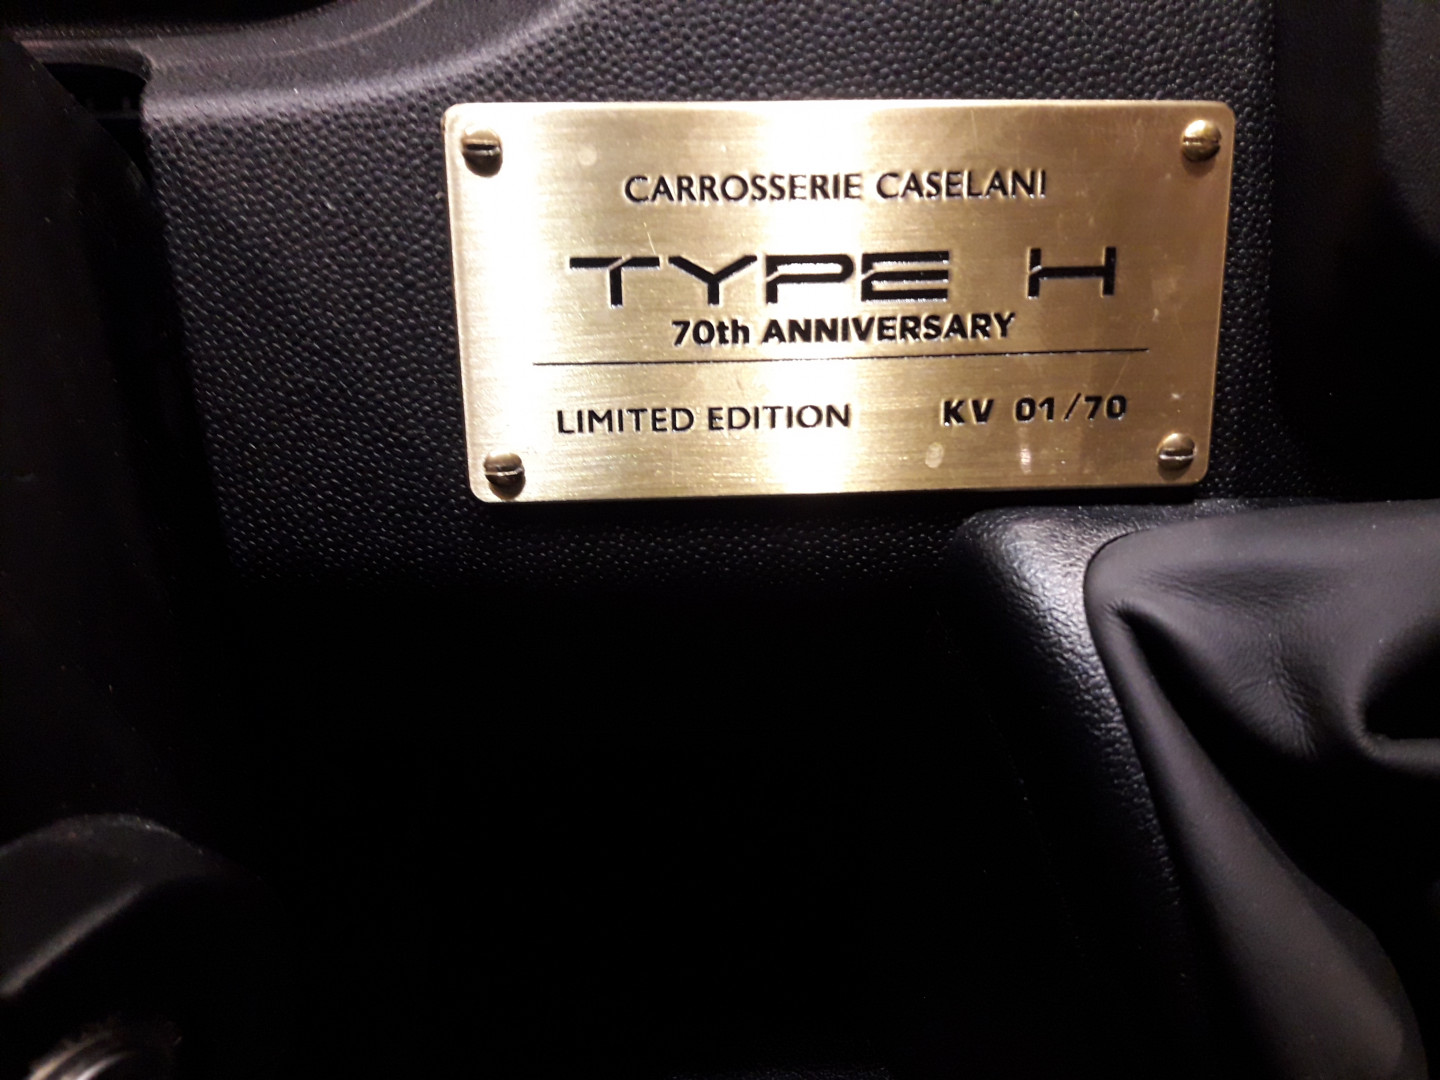 CARROSSERIE CASELANI
TYPE H
70th ANNIVERSARY
LIMITED EDITION KV 01/70